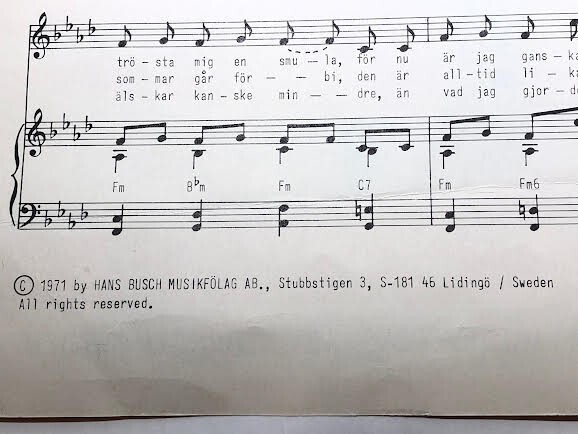 trö-sta mig en smu - la, för nu är jag gans-
som-mar går för - - bi, den är all-tid li -
äls-kar kan-ske min - - dre, än vad jag gjor-
Fm B♭m Fm C7 Fm Fm6
© 1971 by HANS BUSCH MUSIKFÖLAG AB., Stubbstigen 3, S-181 46 Lidingö / Sweden
All rights reserved.